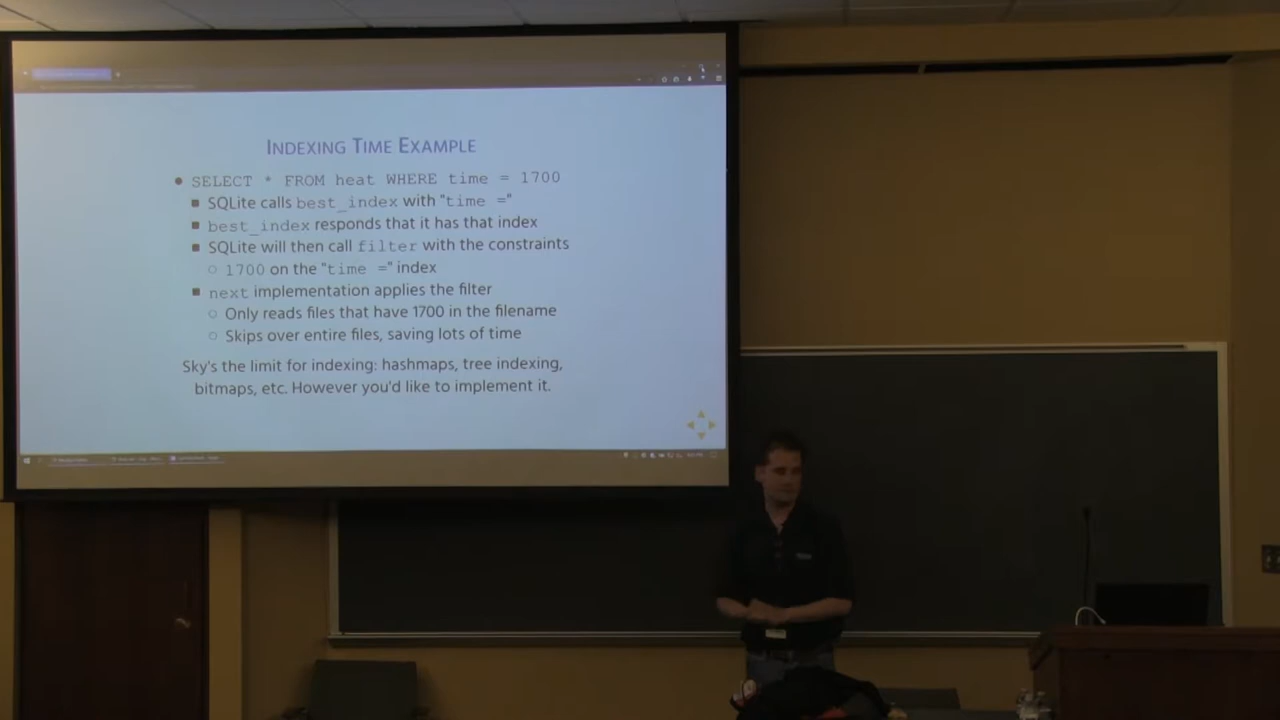 INDEXING TIME EXAMPLE
SELECT * FROM heat WHERE time = 1700
SQLite calls best_index with "time ="
best_index responds that it has that index
SQLite will then call filter with the constraints
1700 on the "time =" index
next implementation applies the filter
Only reads files that have 1700 in the filename
Skips over entire files, saving lots of time
Sky's the limit for indexing: hashmaps, tree indexing,
bitmaps, etc. However you'd like to implement it.